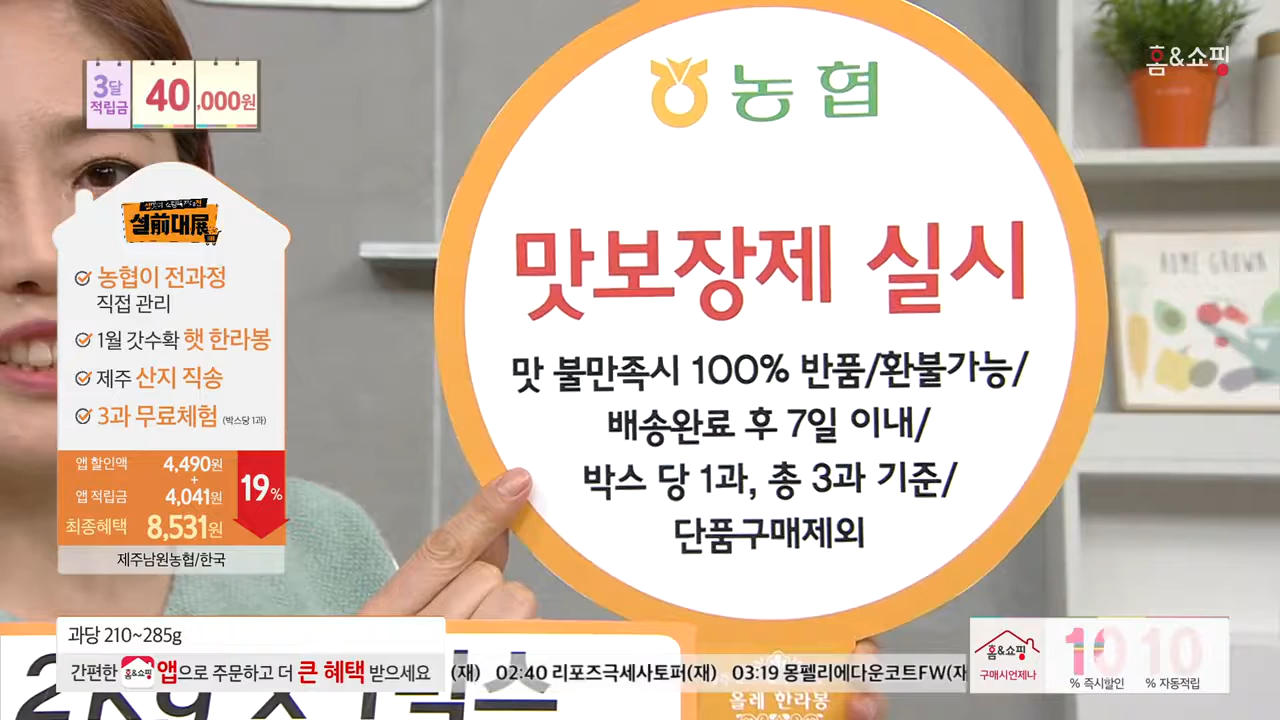 3달
적립금
40,000원
홈&쇼핑
농협
설前대展
맛보장제 실시
맛 불만족시 100% 반품/환불가능/
배송완료 후 7일 이내/
박스 당 1과, 총 3과 기준/
단품구매제외
HOME GROWN
농협이 전과정
직접 관리
1월 갓수확 햇 한라봉
제주 산지 직송
3과 무료체험 (박스당 1과)
앱 할인액 4,490원
+
앱 적립금 4,041원
최종혜택 8,531원
19%
제주남원농협/한국
과당 210~285g
간편한 홈&쇼핑 앱으로 주문하고 더 큰 혜택 받으세요
(재) 02:40 리포즈극세사토퍼(재) 03:19 몽펠리에다운코트FW(재
올레 한라봉
홈&쇼핑
구매시언제나
10 10
% 즉시할인 % 자동적립